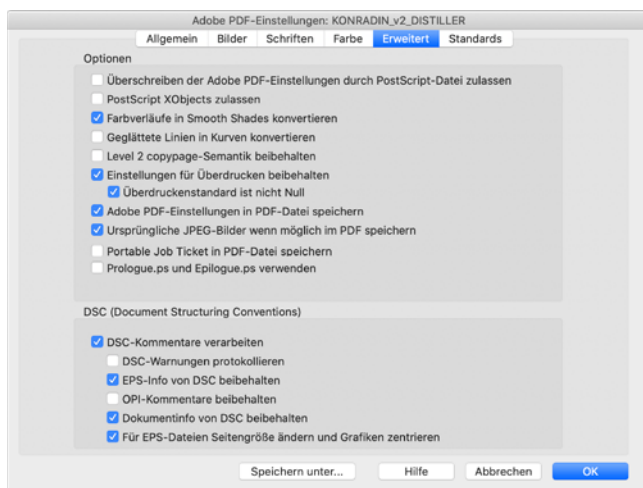 Adobe PDF-Einstellungen: KONRADIN_v2_DISTILLER
Allgemein Bilder Schriften Farbe Erweitert Standards
Optionen
Überschreiben der Adobe PDF-Einstellungen durch PostScript-Datei zulassen
PostScript XObjects zulassen
Farbverläufe in Smooth Shades konvertieren
Geglättete Linien in Kurven konvertieren
Level 2 copypage-Semantik beibehalten
Einstellungen für Überdrucken beibehalten
Überdruckenstandard ist nicht Null
Adobe PDF-Einstellungen in PDF-Datei speichern
Ursprüngliche JPEG-Bilder wenn möglich im PDF speichern
Portable Job Ticket in PDF-Datei speichern
Prologue.ps und Epilogue.ps verwenden
DSC (Document Structuring Conventions)
DSC-Kommentare verarbeiten
DSC-Warnungen protokollieren
EPS-Info von DSC beibehalten
OPI-Kommentare beibehalten
Dokumentinfo von DSC beibehalten
Für EPS-Dateien Seitengröße ändern und Grafiken zentrieren
Speichern unter... Hilfe Abbrechen OK